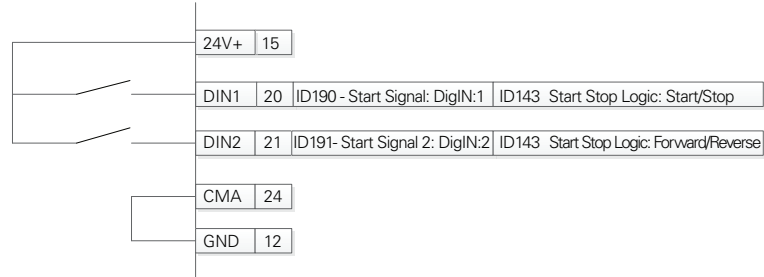 24V+ 15
DIN1 20 ID190 - Start Signal: DigIN:1 ID143 Start Stop Logic: Start/Stop
DIN2 21 ID191- Start Signal 2: DigIN:2 ID143 Start Stop Logic: Forward/Reverse
CMA 24
GND 12